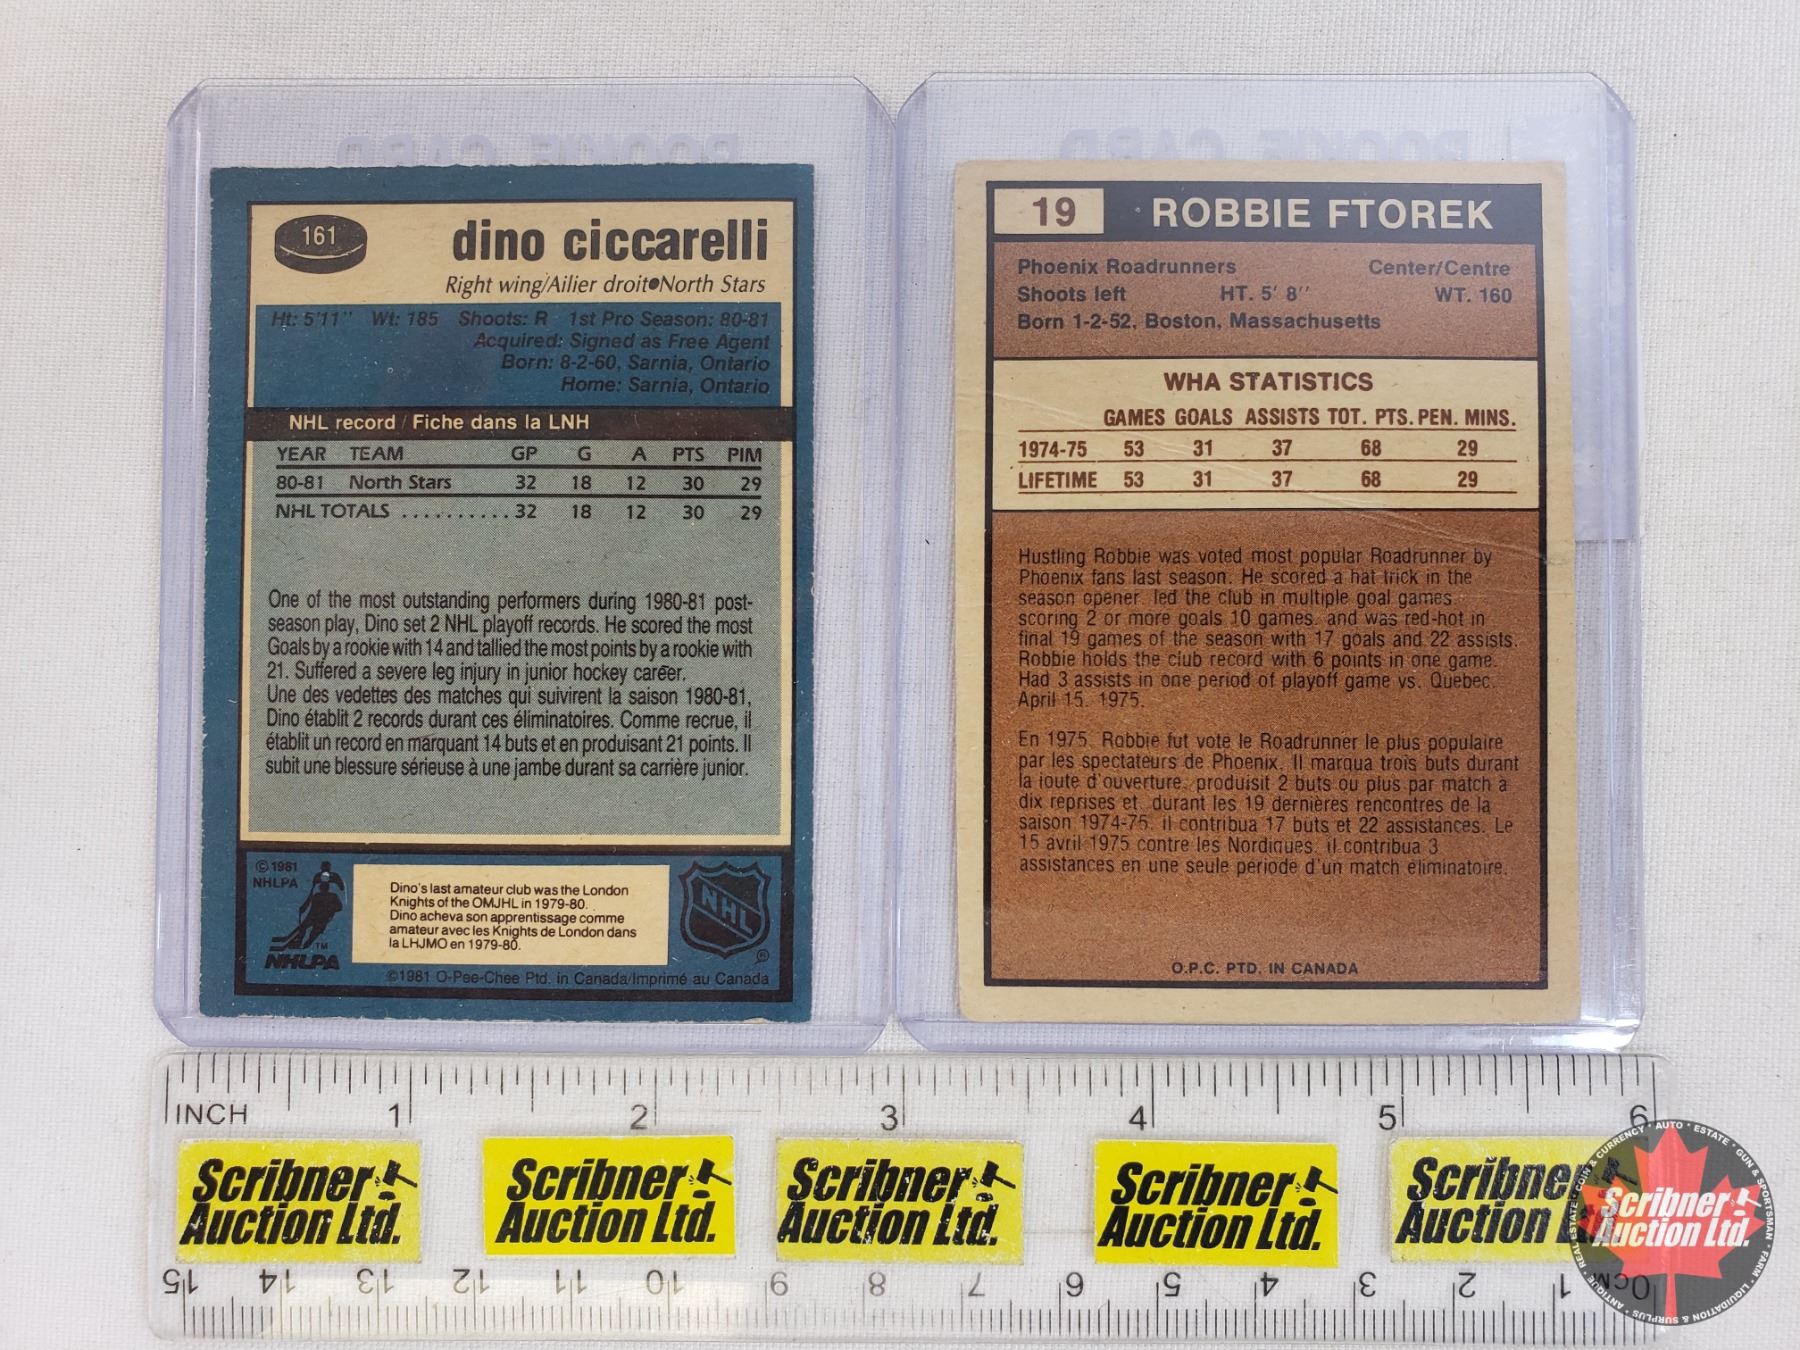 ROOKIE CARD
161
dino ciccarelli
Right wing/Ailier droit●North Stars
Ht: 5'11" Wt: 185 Shoots: R 1st Pro Season: 80-81
Acquired: Signed as Free Agent
Born: 8-2-60, Sarnia, Ontario
Home: Sarnia, Ontario
NHL record / Fiche dans la LNH
YEAR TEAM GP G A PTS PIM
80-81 North Stars 32 18 12 30 29
NHL TOTALS .......... 32 18 12 30 29
One of the most outstanding performers during 1980-81 post-
season play, Dino set 2 NHL playoff records. He scored the most
Goals by a rookie with 14 and tallied the most points by a rookie with
21. Suffered a severe leg injury in junior hockey career.
Une des vedettes des matches qui suivirent la saison 1980-81,
Dino établit 2 records durant ces éliminatoires. Comme recrue, il
établit un record en marquant 14 buts et en produisant 21 points. Il
subit une blessure sérieuse à une jambe durant sa carrière junior.
© 1981
NHLPA
TM
NHLPA
Dino's last amateur club was the London
Knights of the OMJHL in 1979-80.
Dino acheva son apprentissage comme
amateur avec les Knights de London dans
la LHJMO en 1979-80.
NHL
®
©1981 O-Pee-Chee Ptd. in Canada/Imprimé au Canada
ROOKIE CARD
19 ROBBIE FTOREK
Phoenix Roadrunners Center/Centre
Shoots left HT. 5' 8'' WT. 160
Born 1-2-52, Boston, Massachusetts
WHA STATISTICS
GAMES GOALS ASSISTS TOT. PTS. PEN. MINS.
1974-75 53 31 37 68 29
LIFETIME 53 31 37 68 29
Hustling Robbie was voted most popular Roadrunner by
Phoenix fans last season. He scored a hat trick in the
season opener, led the club in multiple goal games
scoring 2 or more goals 10 games, and was red-hot in
final 19 games of the season with 17 goals and 22 assists.
Robbie holds the club record with 6 points in one game.
Had 3 assists in one period of playoff game vs. Quebec,
April 15, 1975.
En 1975, Robbie fut vote le Roadrunner le plus populaire
par les spectateurs de Phoenix. Il marqua trois buts durant
la joute d'ouverture, produisit 2 buts ou plus par match à
dix reprises et, durant les 19 dernières rencontres de la
saison 1974-75, il contribua 17 buts et 22 assistances. Le
15 avril 1975 contre les Nordiques, il contribua 3
assistances en une seule période d'un match éliminatoire.
O.P.C. PTD. IN CANADA
INCH 1 2 3 4 5 6
Scribner
Auction Ltd.
Scribner
Auction Ltd.
Scribner
Auction Ltd.
Scribner
Auction Ltd.
Scribner
Auction
15 14 13 12 11 10 9 8 7 6 5 4 3 2 1 0 CM
AUTO * ESTATE * GUN & SPORTSMAN * FARM * LIQUIDATION & SURPLUS * ANTIQUE * REAL ESTATE * COIN & CURRENCY
Scribner
Auction Ltd.